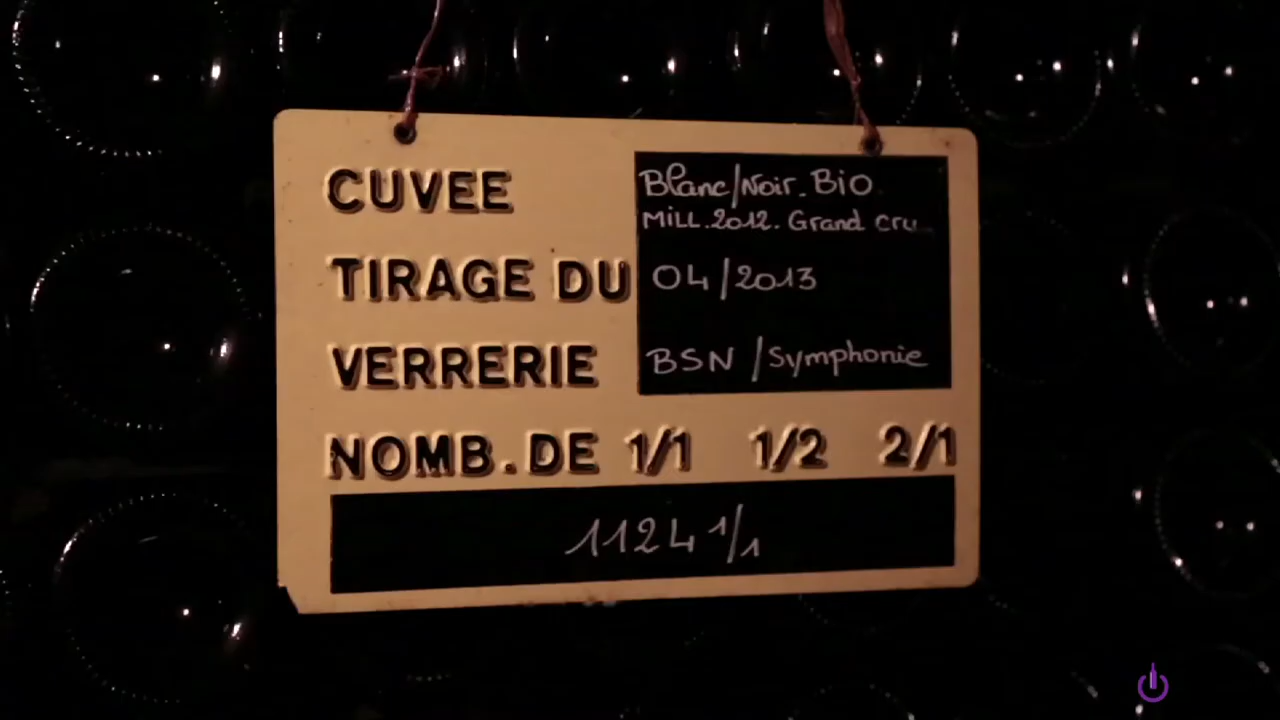 CUVEE Blanc/Noir. Bio
MiLL.2012. Grand cru
TIRAGE DU 04/2013
VERRERIE BSN /Symphonie
NOMB.DE 1/1 1/2 2/1
1124 1/1